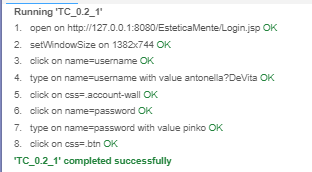 Running 'TC_0.2_1'
1. open on http://127.0.0.1:8080/EsteticaMente/Login.jsp OK
2. setWindowSize on 1382x744 OK
3. click on name=username OK
4. type on name=username with value antonella?DeVita OK
5. click on css=.account-wall OK
6. click on name=password OK
7. type on name=password with value pinko OK
8. click on css=.btn OK
'TC_0.2_1' completed successfully